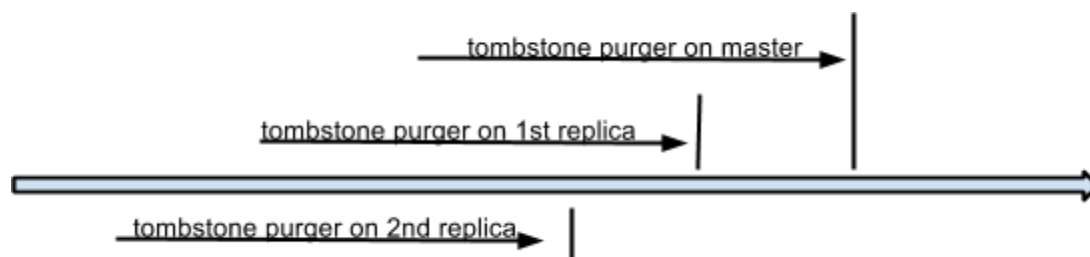 tombstone purger on master
tombstone purger on 1st replica
tombstone purger on 2nd replica